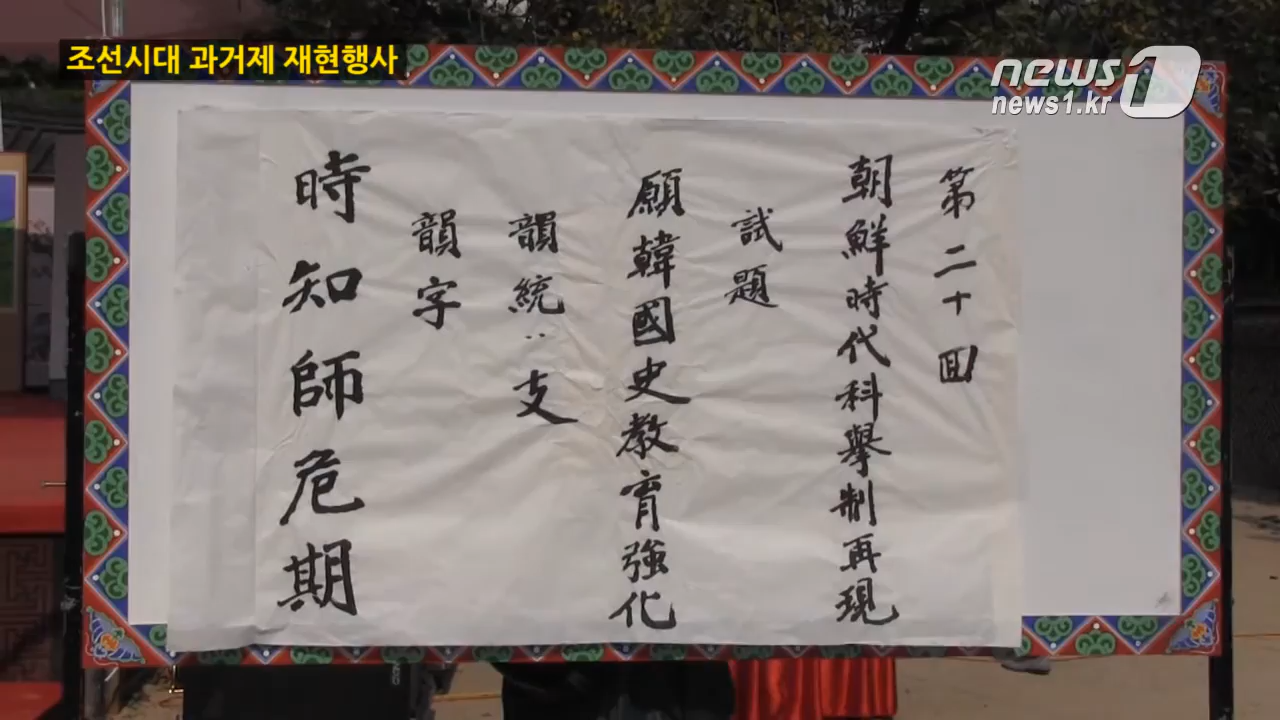 조선시대 과거제 재현행사
news1
news1.kr
第二十回
朝鮮時代科擧制再現
試題
願韓國史敎育強化
韻統:支
韻字
時知師危期